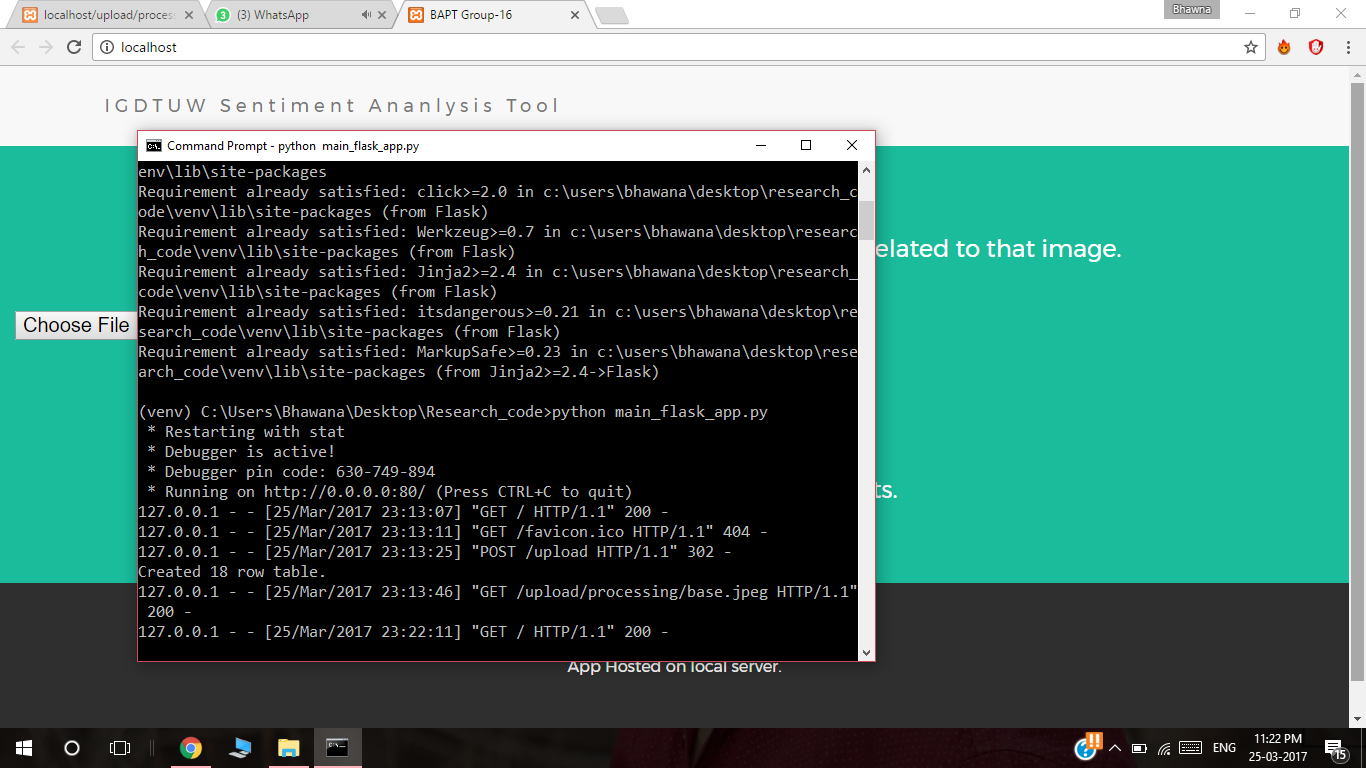 localhost/upload/process
(3) WhatsApp
BAPT Group-16
Bhawna
localhost
IGDTUW Sentiment Ananlysis Tool
elated to that image.
Choose File
ts.
App Hosted on local server.
Command Prompt - python  main_flask_app.py
env\lib\site-packages
Requirement already satisfied: click>=2.0 in c:\users\bhawana\desktop\research_c
ode\venv\lib\site-packages (from Flask)
Requirement already satisfied: Werkzeug>=0.7 in c:\users\bhawana\desktop\researc
h_code\venv\lib\site-packages (from Flask)
Requirement already satisfied: Jinja2>=2.4 in c:\users\bhawana\desktop\research_
code\venv\lib\site-packages (from Flask)
Requirement already satisfied: itsdangerous>=0.21 in c:\users\bhawana\desktop\re
search_code\venv\lib\site-packages (from Flask)
Requirement already satisfied: MarkupSafe>=0.23 in c:\users\bhawana\desktop\rese
arch_code\venv\lib\site-packages (from Jinja2>=2.4->Flask)
(venv) C:\Users\Bhawana\Desktop\Research_code>python main_flask_app.py
 * Restarting with stat
 * Debugger is active!
 * Debugger pin code: 630-749-894
 * Running on http://0.0.0.0:80/ (Press CTRL+C to quit)
127.0.0.1 - - [25/Mar/2017 23:13:07] "GET / HTTP/1.1" 200 -
127.0.0.1 - - [25/Mar/2017 23:13:11] "GET /favicon.ico HTTP/1.1" 404 -
127.0.0.1 - - [25/Mar/2017 23:13:25] "POST /upload HTTP/1.1" 302 -
Created 18 row table.
127.0.0.1 - - [25/Mar/2017 23:13:46] "GET /upload/processing/base.jpeg HTTP/1.1"
 200 -
127.0.0.1 - - [25/Mar/2017 23:22:11] "GET / HTTP/1.1" 200 -
ENG
11:22 PM
25-03-2017
15